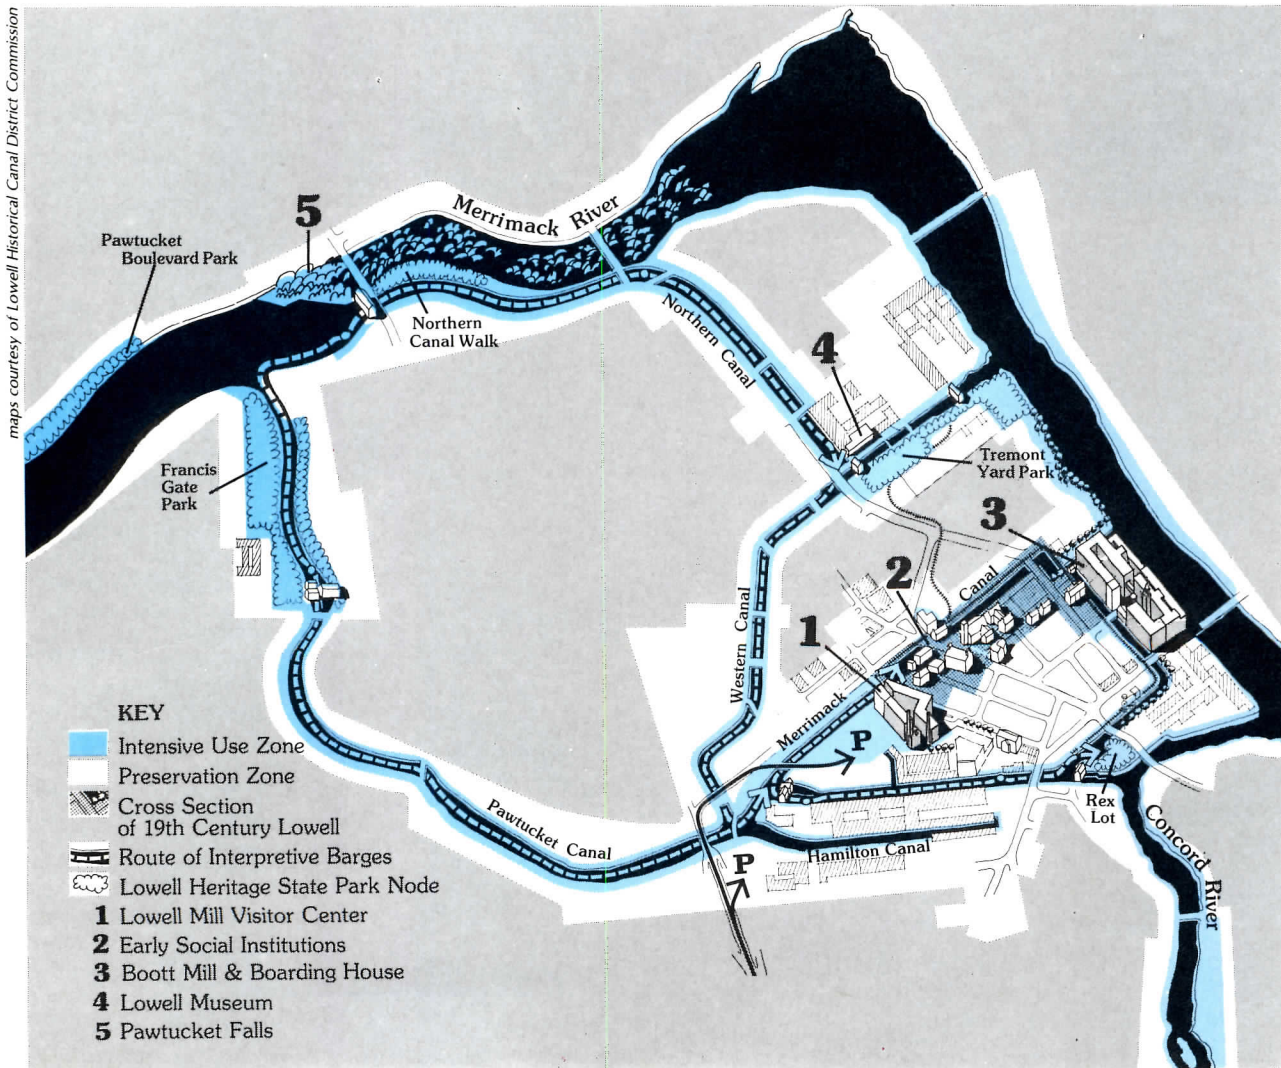 maps courtesy of Lowell Historical Canal District Commission
5
Merrimack River
Pawtucket
Boulevard Park
Northern
Canal Walk
Northern Canal
4
Francis
Gate
Park
Tremont
Yard Park
3
2
Canal
1
Western Canal
Merrimack
P
Rex
Lot
Pawtucket Canal
P
Hamilton Canal
Concord River
KEY
Intensive Use Zone
Preservation Zone
Cross Section
of 19th Century Lowell
Route of Interpretive Barges
Lowell Heritage State Park Node
1 Lowell Mill Visitor Center
2 Early Social Institutions
3 Boott Mill & Boarding House
4 Lowell Museum
5 Pawtucket Falls